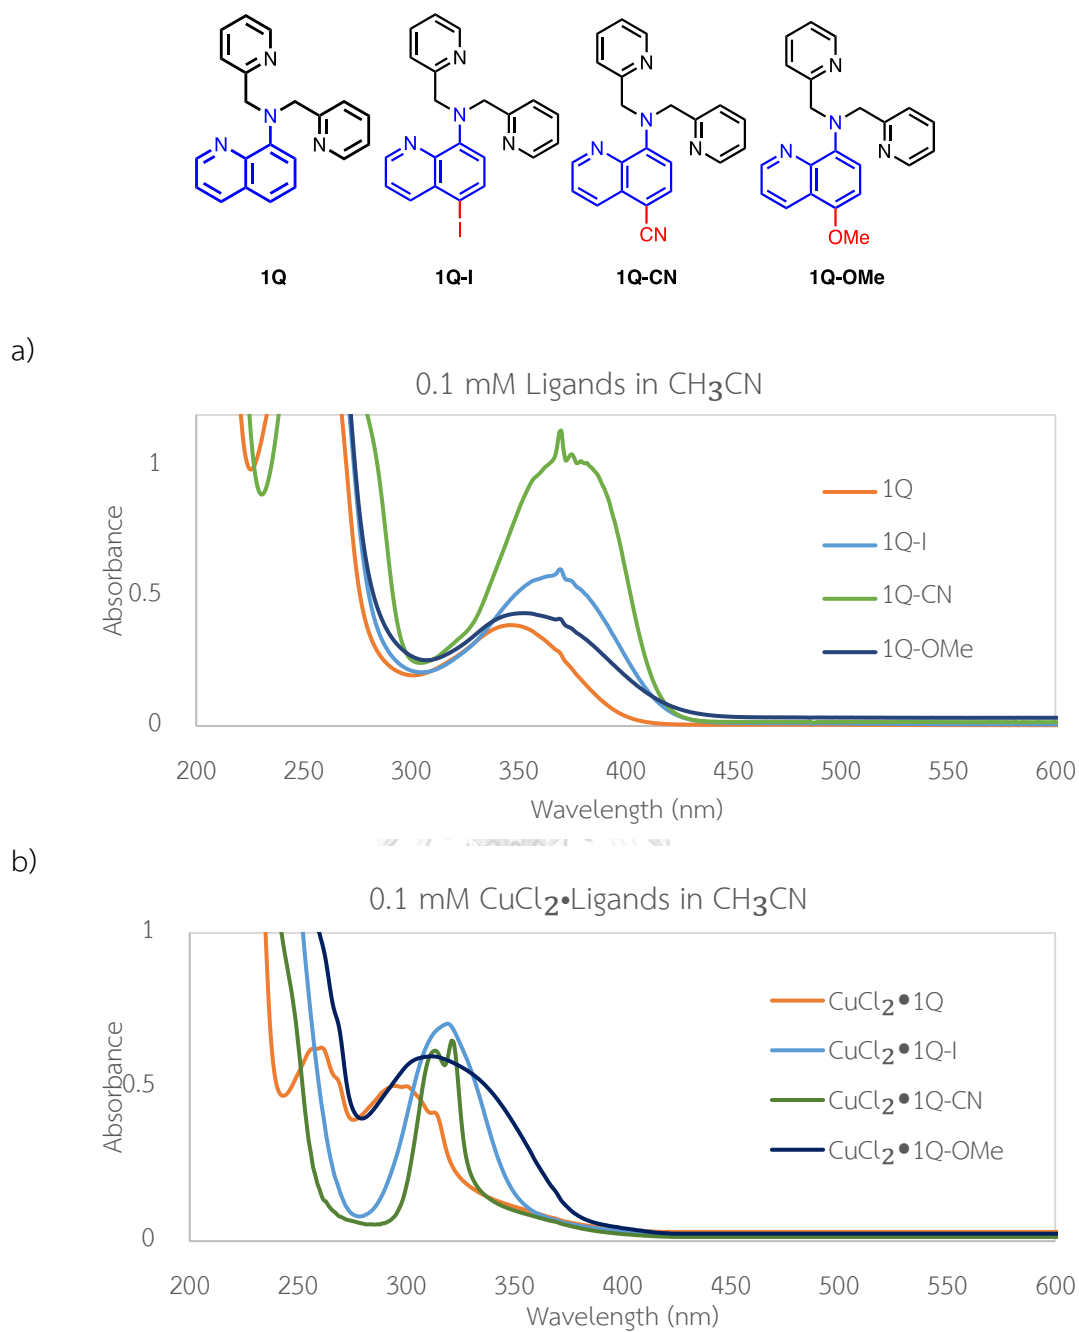 N N N N
N N N N
N N N N N N N N
I CN OMe
1Q 1Q-I 1Q-CN 1Q-OMe
a)
0.1 mM Ligands in CH₃CN
Absorbance
1
0.5
0
1Q
1Q-I
1Q-CN
1Q-OMe
200 250 300 350 400 450 500 550 600
Wavelength (nm)
b)
0.1 mM CuCl₂•Ligands in CH₃CN
Absorbance
1
0.5
0
CuCl₂•1Q
CuCl₂•1Q-I
CuCl₂•1Q-CN
CuCl₂•1Q-OMe
200 250 300 350 400 450 500 550 600
Wavelength (nm)